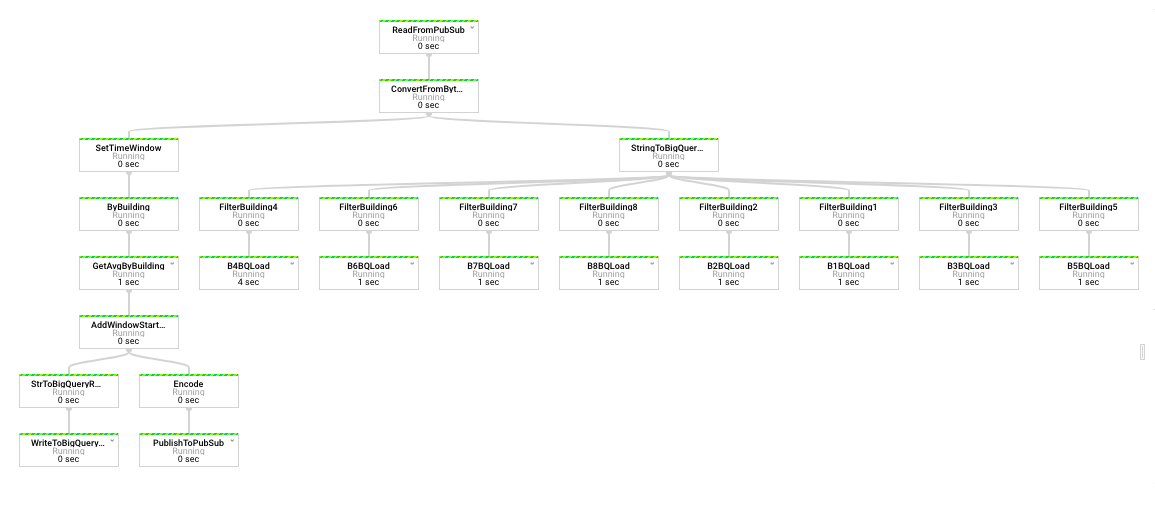 ReadFromPubSub
Running
0 sec
ConvertFromByt...
Running
0 sec
SetTimeWindow
Running
0 sec
StringToBigQuer...
Running
0 sec
ByBuilding
Running
0 sec
FilterBuilding4
Running
0 sec
FilterBuilding6
Running
0 sec
FilterBuilding7
Running
0 sec
FilterBuilding8
Running
0 sec
FilterBuilding2
Running
0 sec
FilterBuilding1
Running
0 sec
FilterBuilding3
Running
0 sec
FilterBuilding5
Running
0 sec
GetAvgByBuilding
Running
1 sec
B4BQLoad
Running
4 sec
B6BQLoad
Running
1 sec
B7BQLoad
Running
1 sec
B8BQLoad
Running
1 sec
B2BQLoad
Running
1 sec
B1BQLoad
Running
1 sec
B3BQLoad
Running
1 sec
B5BQLoad
Running
1 sec
AddWindowStart...
Running
0 sec
StrToBigQueryR...
Running
0 sec
Encode
Running
0 sec
WriteToBigQuery...
Running
0 sec
PublishToPubSub
Running
0 sec